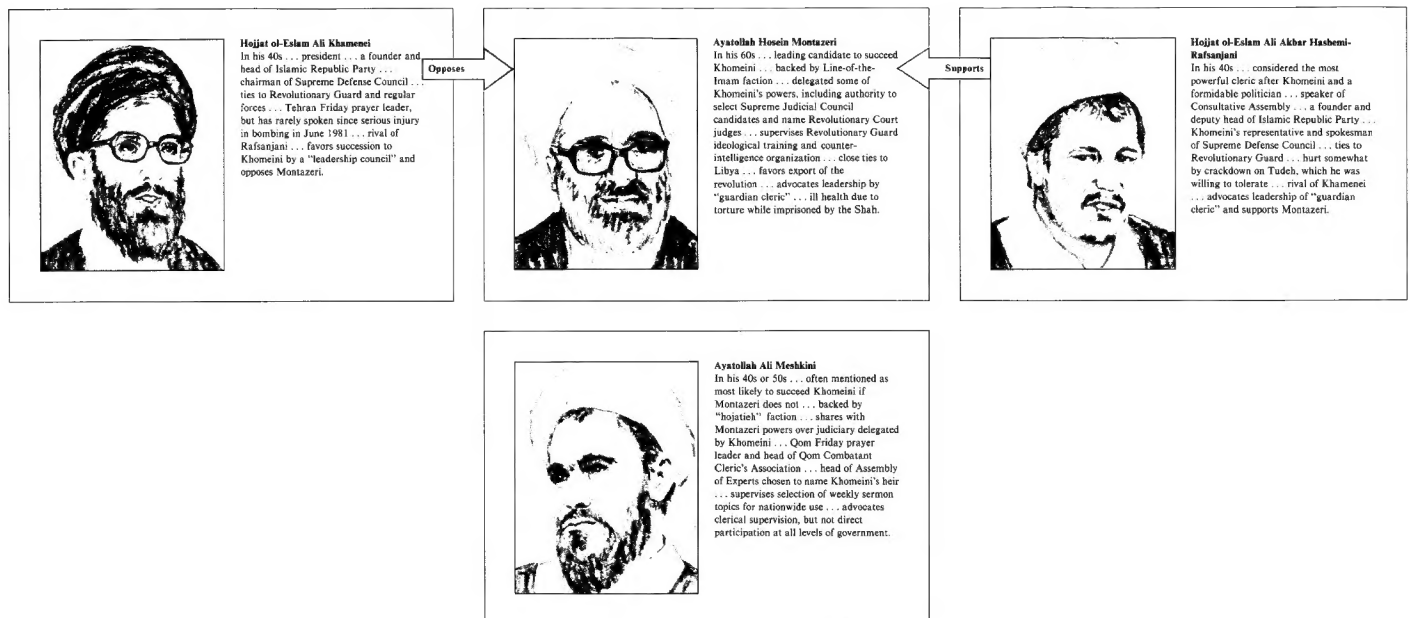 Hojjat ol-Eslam Ali Khamenei
In his 40s . . . president . . . a founder and
head of Islamic Republic Party . . .
chairman of Supreme Defense Council . . .
ties to Revolutionary Guard and regular
forces . . . Tehran Friday prayer leader,
but has rarely spoken since serious injury
in bombing in June 1981 . . . rival of
Rafsanjani . . . favors succession to
Khomeini by a "leadership council" and
opposes Montazeri.
Opposes
Ayatollah Hosein Montazeri
In his 60s . . . leading candidate to succeed
Khomeini . . . backed by Line-of-the-
Imam faction . . . delegated some of
Khomeini's powers, including authority to
select Supreme Judicial Council
candidates and name Revolutionary Court
judges . . . supervises Revolutionary Guard
ideological training and counter-
intelligence organization . . . close ties to
Libya . . . favors export of the
revolution . . . advocates leadership by
"guardian cleric" . . . ill health due to
torture while imprisoned by the Shah.
Supports
Hojjat ol-Eslam Ali Akbar Hashemi-
Rafsanjani
In his 40s . . . considered the most
powerful cleric after Khomeini and a
formidable politician . . . speaker of
Consultative Assembly . . . a founder and
deputy head of Islamic Republic Party . . .
Khomeini's representative and spokesman
of Supreme Defense Council . . . ties to
Revolutionary Guard . . . hurt somewhat
by crackdown on Tudeh, which he was
willing to tolerate . . . rival of Khamenei
. . . advocates leadership of "guardian
cleric" and supports Montazeri.
Ayatollah Ali Meshkini
In his 40s or 50s . . . often mentioned as
most likely to succeed Khomeini if
Montazeri does not . . . backed by
"hojatieh" faction . . . shares with
Montazeri powers over judiciary delegated
by Khomeini . . . Qom Friday prayer
leader and head of Qom Combatant
Cleric's Association . . . head of Assembly
of Experts chosen to name Khomeini's heir
. . . supervises selection of weekly sermon
topics for nationwide use . . . advocates
clerical supervision, but not direct
participation at all levels of government.